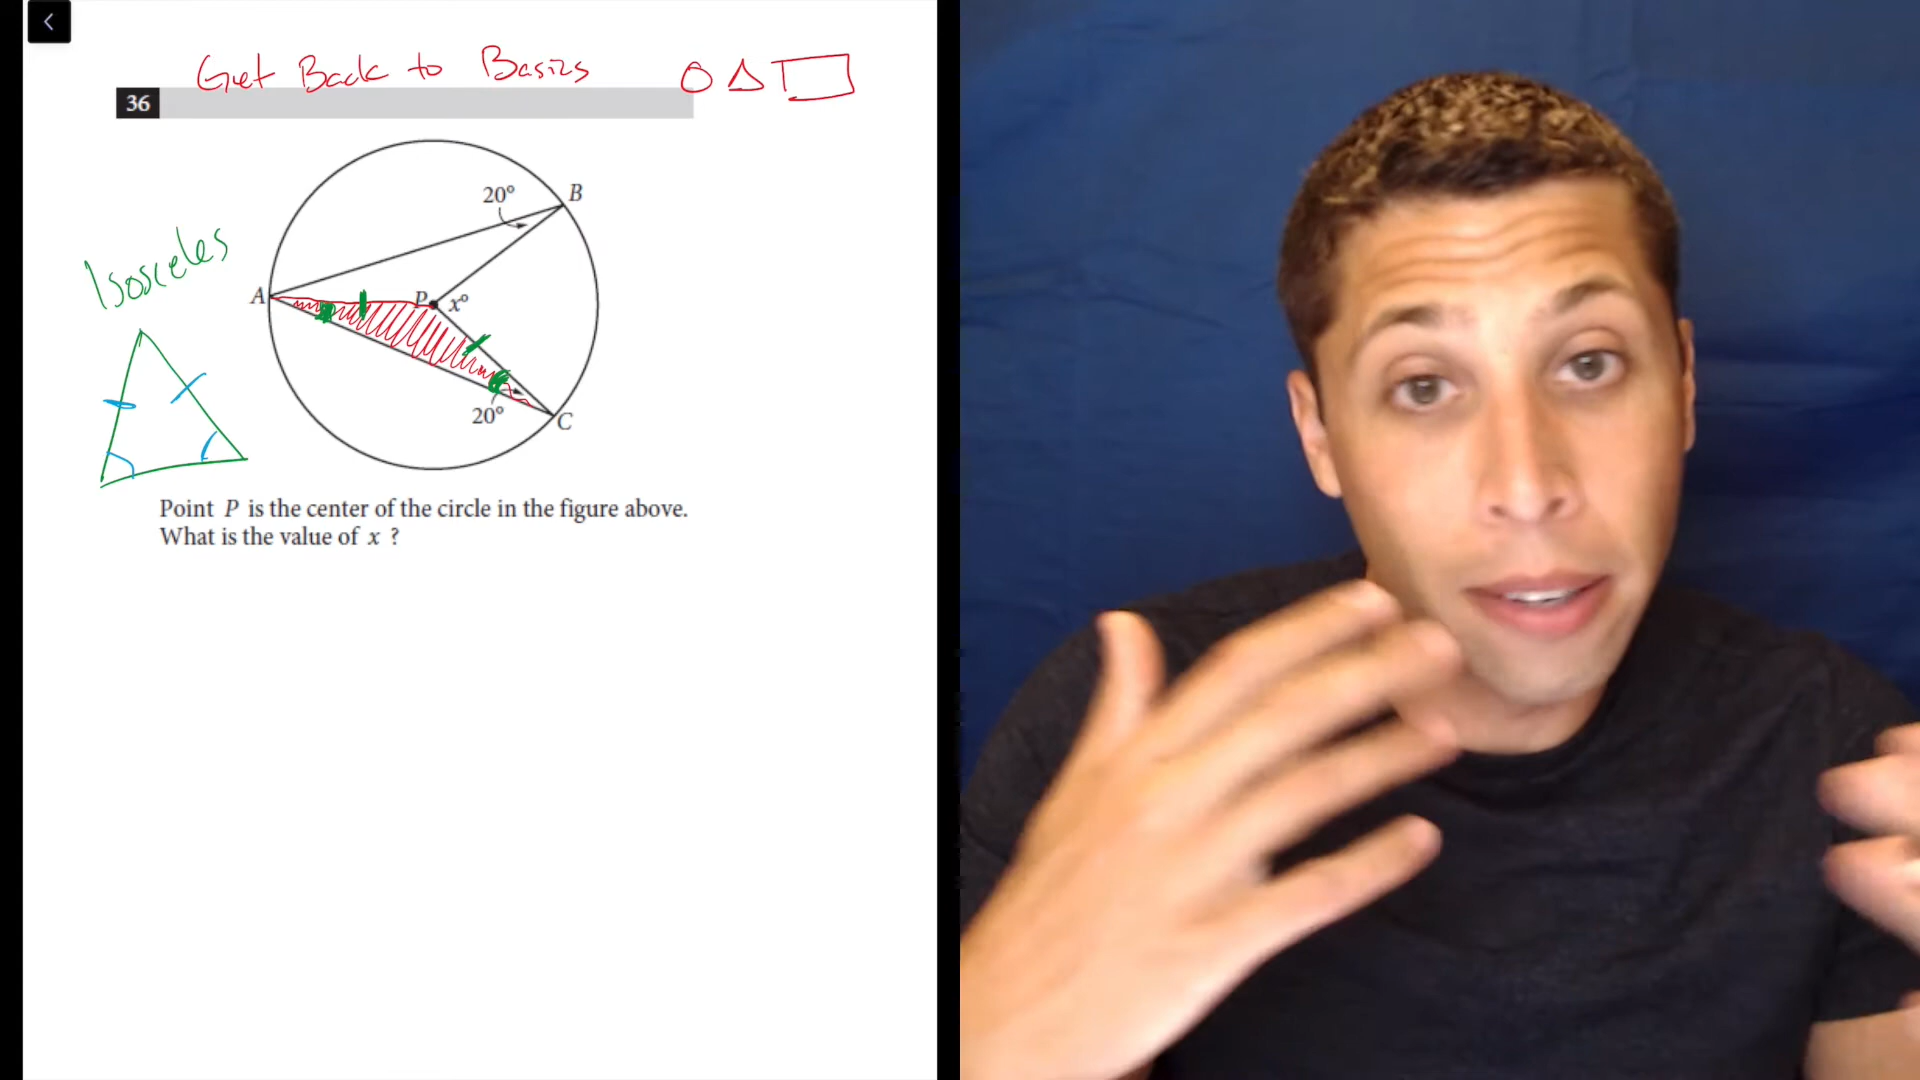 Get Back to Basics
36
20°
B
Isosceles
A
P
x°
20°
C
Point P is the center of the circle in the figure above.
What is the value of x ?